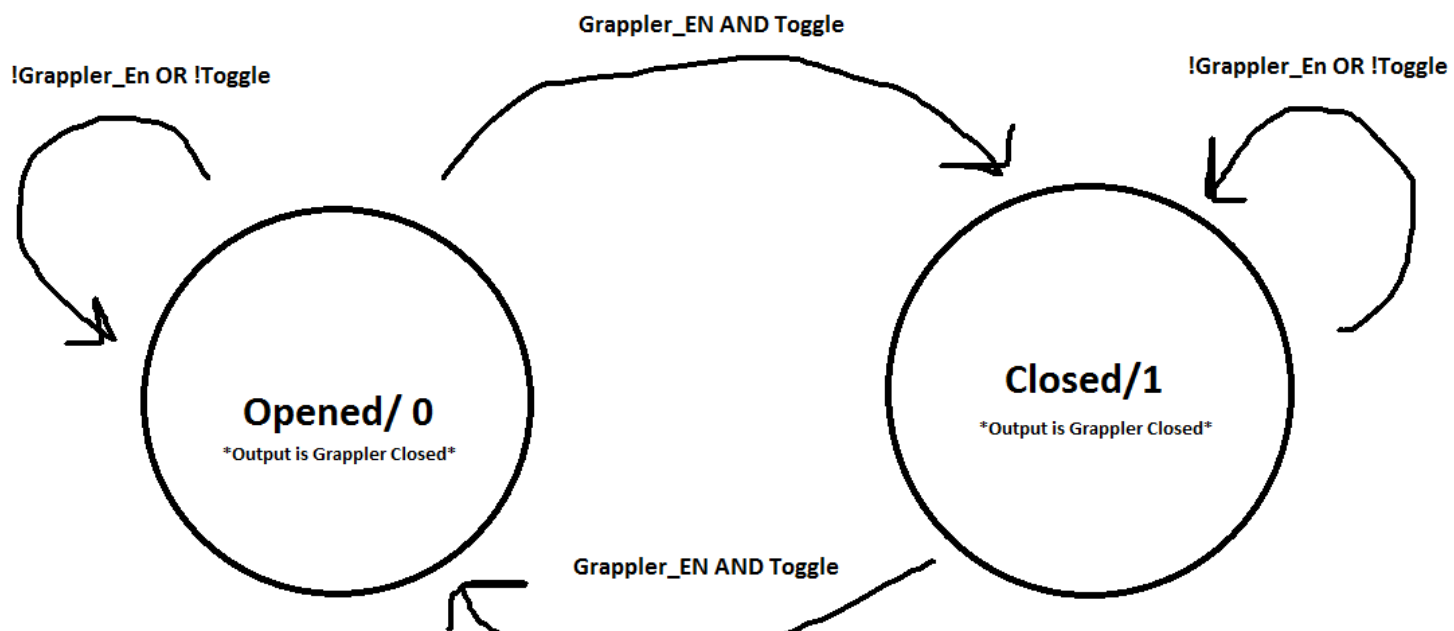 Grappler_EN AND Toggle
!Grappler_En OR !Toggle
!Grappler_En OR !Toggle
Opened/ 0
*Output is Grappler Closed*
Closed/1
*Output is Grappler Closed*
Grappler_EN AND Toggle